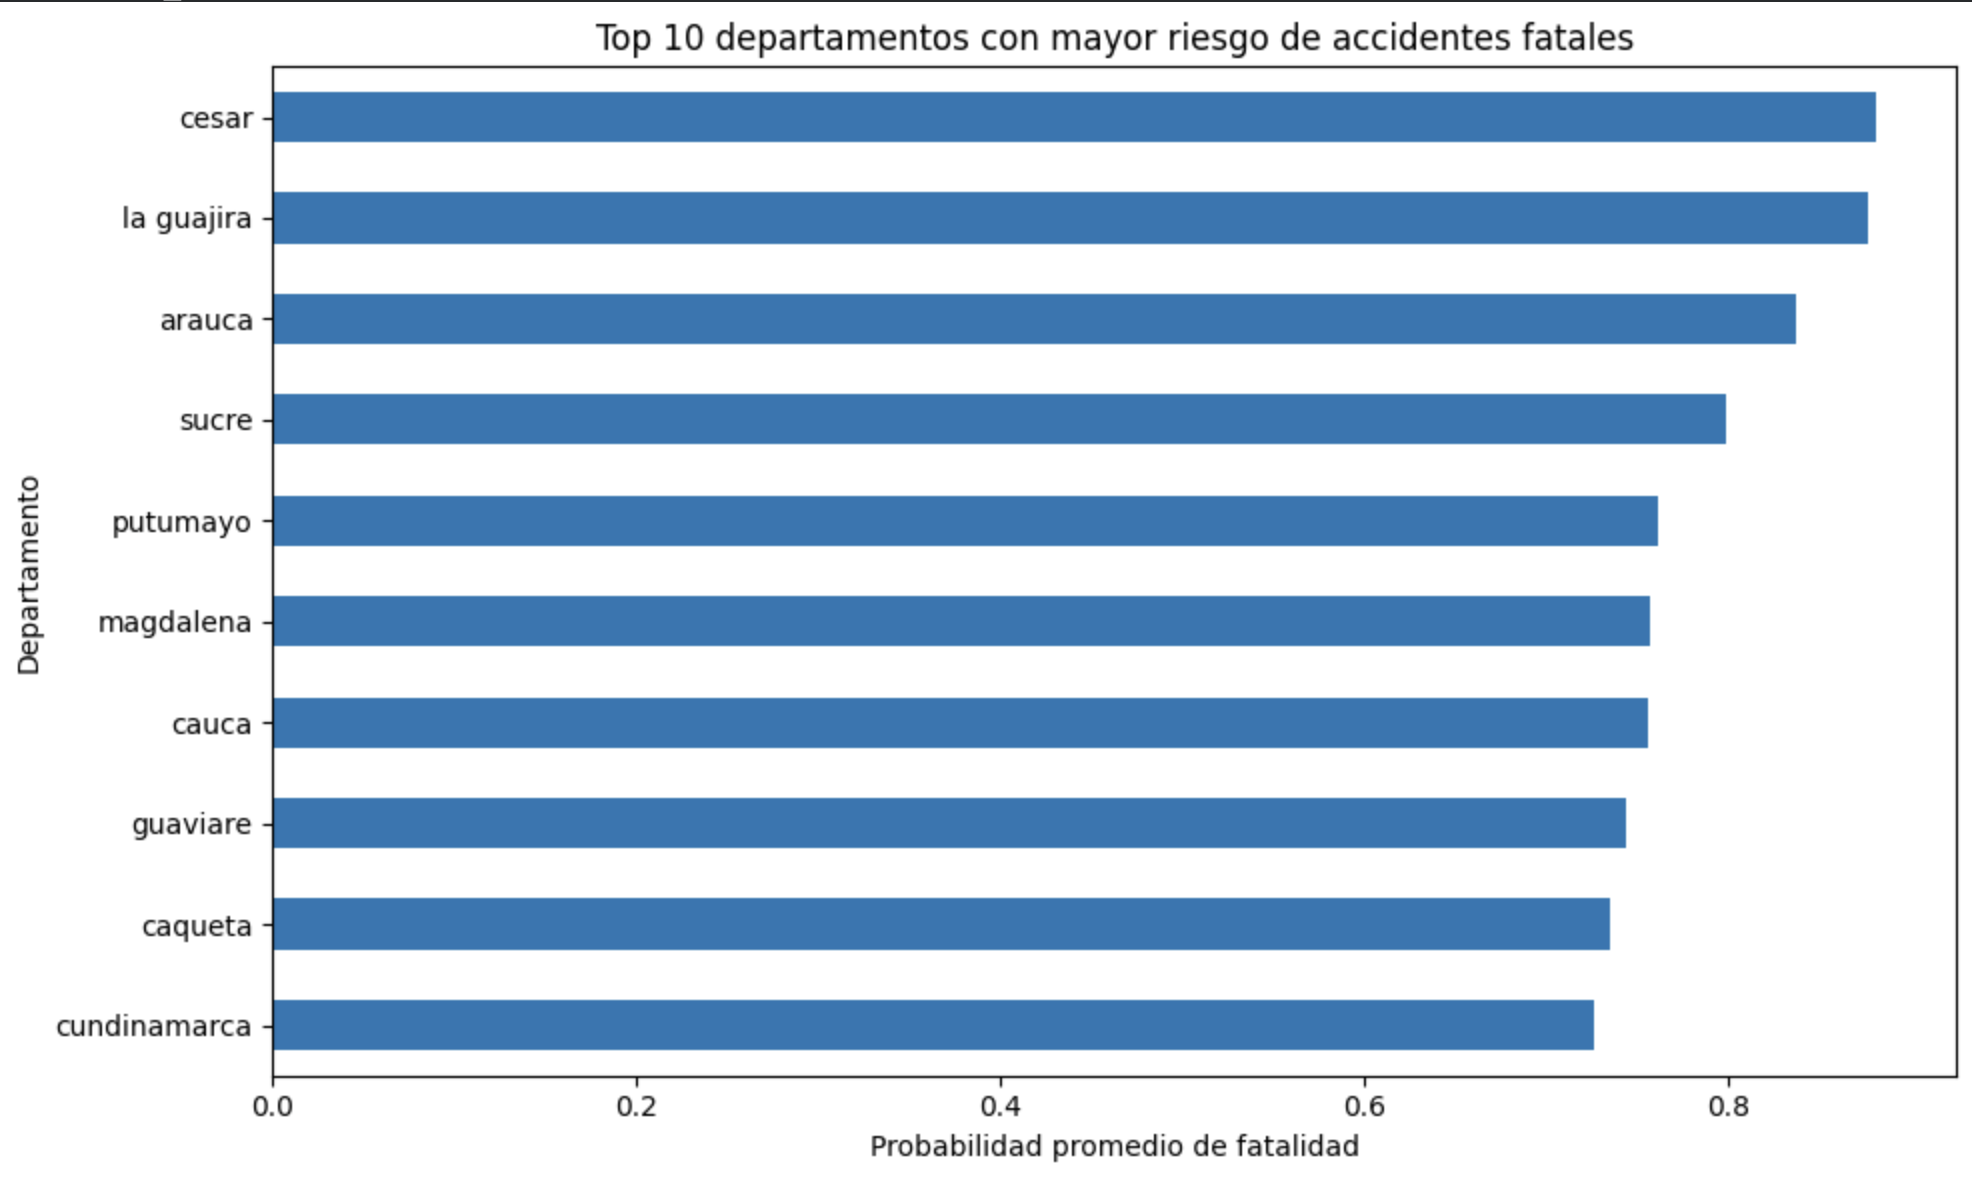 Top 10 departamentos con mayor riesgo de accidentes fatales
Departamento
cesar
la guajira
arauca
sucre
putumayo
magdalena
cauca
guaviare
caqueta
cundinamarca
0.0 0.2 0.4 0.6 0.8
Probabilidad promedio de fatalidad